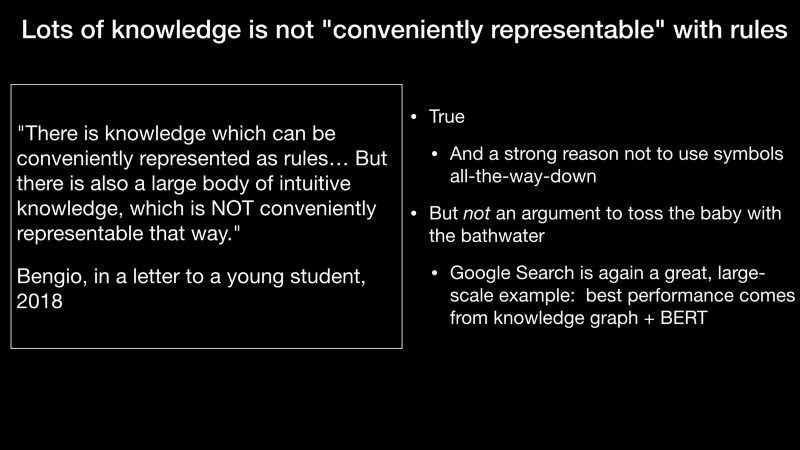 Lots of knowledge is not "conveniently representable" with rules
"There is knowledge which can be
conveniently represented as rules… But
there is also a large body of intuitive
knowledge, which is NOT conveniently
representable that way."
Bengio, in a letter to a young student,
2018
• True
• And a strong reason not to use symbols
all-the-way-down
• But not an argument to toss the baby with
the bathwater
• Google Search is again a great, large-
scale example:  best performance comes
from knowledge graph + BERT